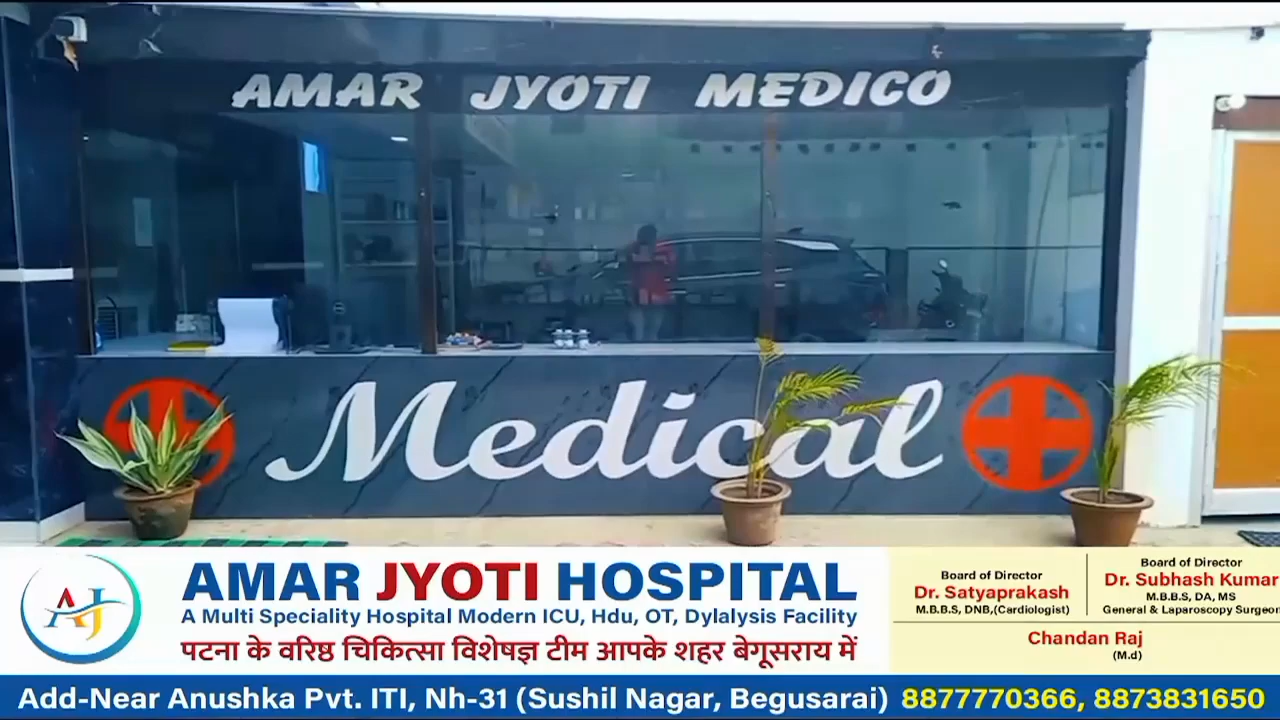 AMAR JYOTI MEDICO
Medical
AJ
AMAR JYOTI HOSPITAL
A Multi Speciality Hospital Modern ICU, Hdu, OT, Dylalysis Facility
पटना के वरिष्ठ चिकित्सा विशेषज्ञ टीम आपके शहर बेगूसराय में
Board of Director
Dr. Satyaprakash
M.B.B.S, DNB,(Cardiologist)
Board of Director
Dr. Subhash Kumar
M.B.B.S, DA, MS
General & Laparoscopy Surgeon
Chandan Raj
(M.d)
Add-Near Anushka Pvt. ITI, Nh-31 (Sushil Nagar, Begusarai) 8877770366, 8873831650